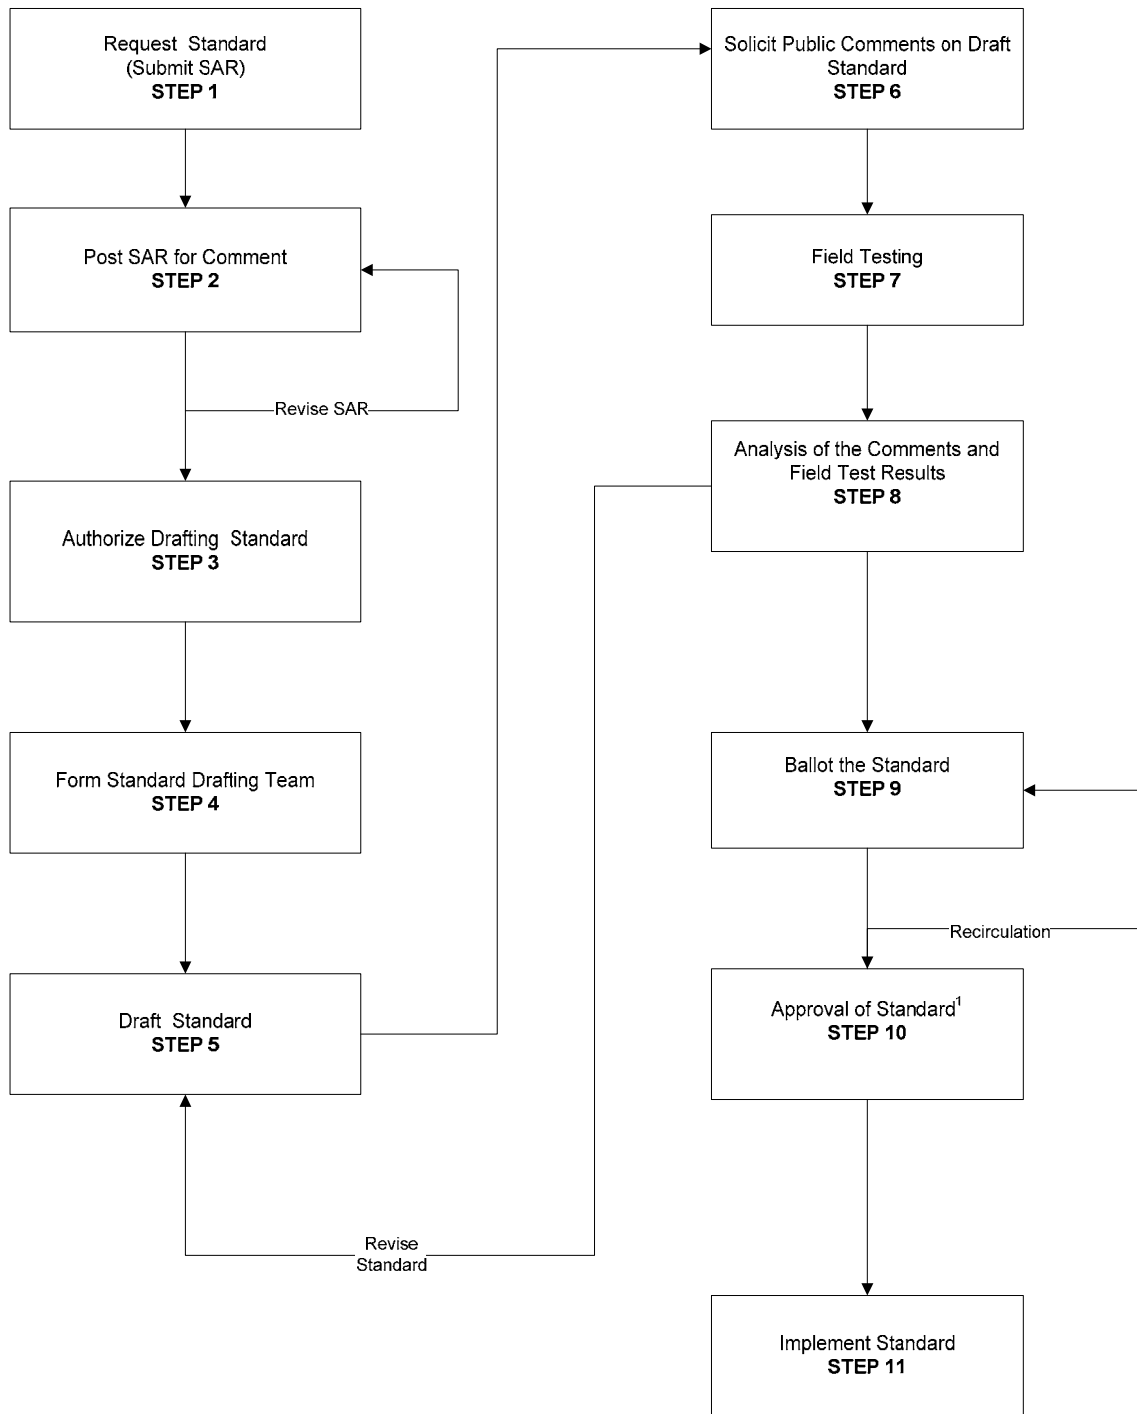 Request Standard
(Submit SAR)
STEP 1
Post SAR for Comment
STEP 2
Revise SAR
Authorize Drafting Standard
STEP 3
Form Standard Drafting Team
STEP 4
Draft Standard
STEP 5
Revise
Standard
Solicit Public Comments on Draft
Standard
STEP 6
Field Testing
STEP 7
Analysis of the Comments and
Field Test Results
STEP 8
Ballot the Standard
STEP 9
Recirculation
Approval of Standard¹
STEP 10
Implement Standard
STEP 11